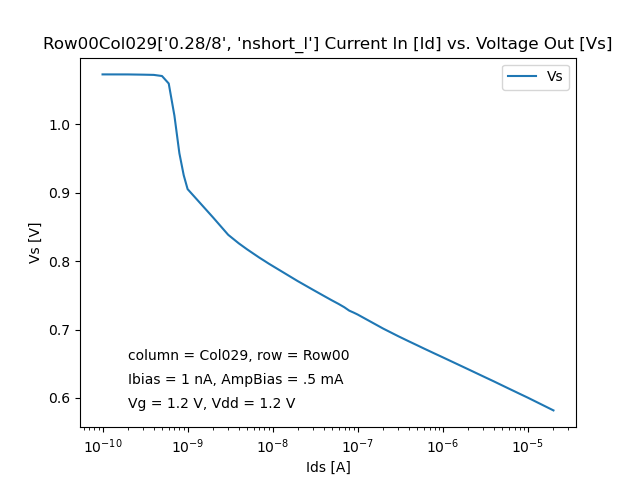 Row00Col029['0.28/8', 'nshort_l'] Current In [Id] vs. Voltage Out [Vs]
Vs
1.0
0.9
0.8
0.7
0.6
Vs [V]
column = Col029, row = Row00
Ibias = 1 nA, AmpBias = .5 mA
Vg = 1.2 V, Vdd = 1.2 V
10⁻¹⁰ 10⁻⁹ 10⁻⁸ 10⁻⁷ 10⁻⁶ 10⁻⁵
Ids [A]